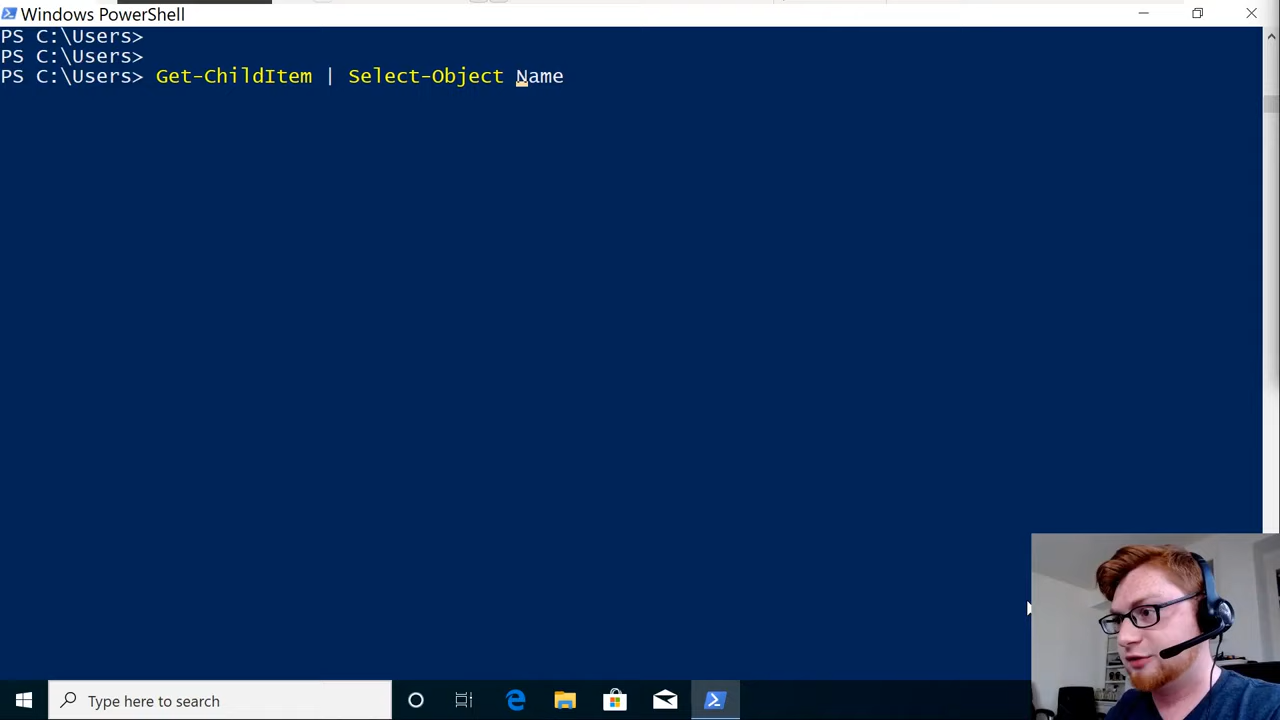 Windows PowerShell
PS C:\Users>
PS C:\Users>
PS C:\Users> Get-ChildItem | Select-Object Name
Type here to search